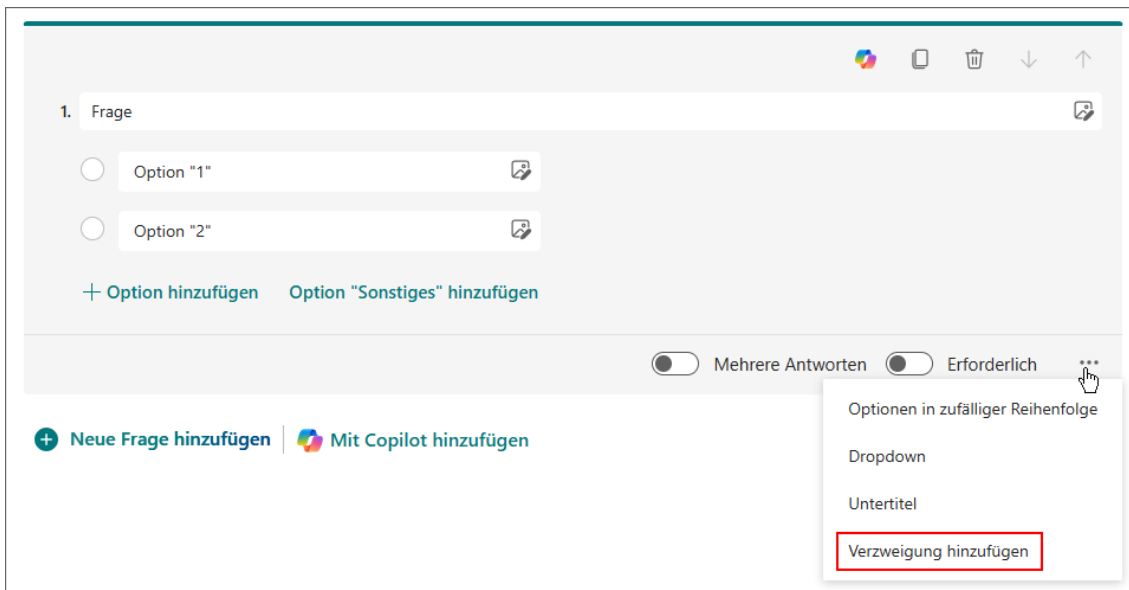 1. Frage
Option "1"
Option "2"
+ Option hinzufügen Option "Sonstiges" hinzufügen
Mehrere Antworten Erforderlich ...
Optionen in zufälliger Reihenfolge
Neue Frage hinzufügen Mit Copilot hinzufügen
Dropdown
Untertitel
Verzweigung hinzufügen